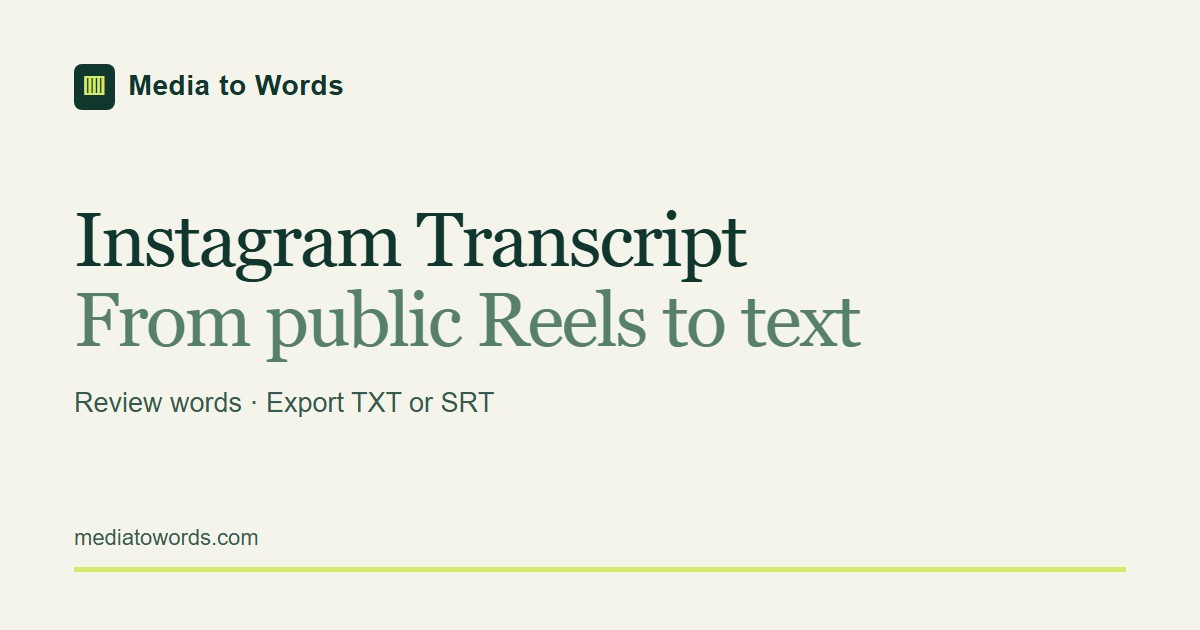 Media to Words
Instagram Transcript
From public Reels to text
Review words · Export TXT or SRT
mediatowords.com